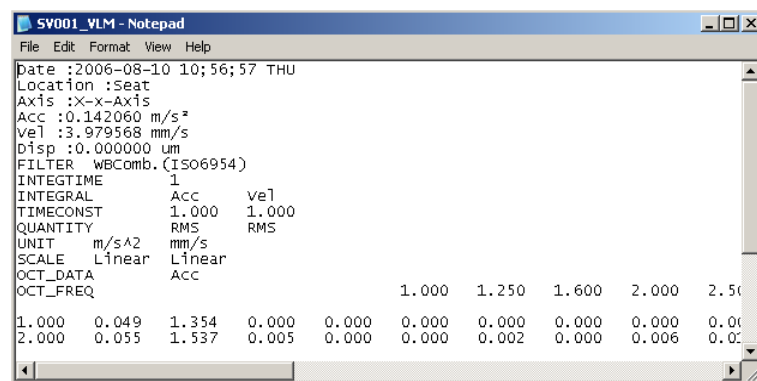 SV001_VLM - Notepad
File Edit Format View Help
Date :2006-08-10 10;56;57 THU
Location :Seat
Axis :X-x-Axis
Acc :0.142060 m/s²
Vel :3.979568 mm/s
Disp :0.000000 um
FILTER WBComb.(ISO6954)
INTEGTIME 1
INTEGRAL Acc Vel
TIMECONST 1.000 1.000
QUANTITY RMS RMS
UNIT m/s^2 mm/s
SCALE Linear Linear
OCT_DATA Acc
OCT_FREQ 1.000 1.250 1.600 2.000
1.000 0.049 1.354 0.000 0.000 0.000 0.000 0.000 0.000
2.000 0.055 1.537 0.005 0.000 0.000 0.002 0.000 0.006